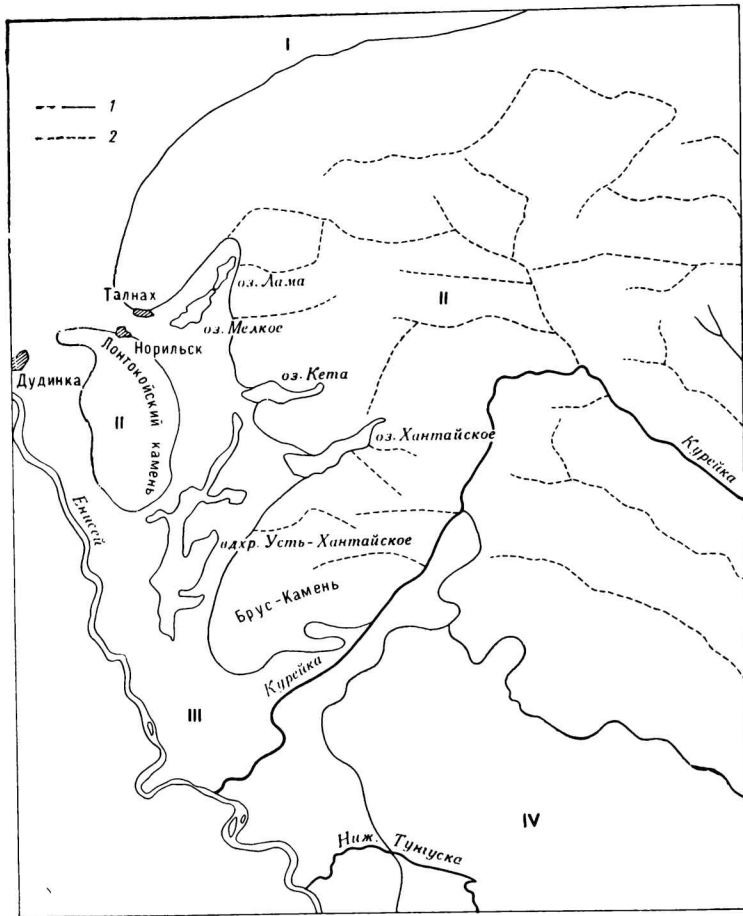 I
1
2
оз. Лама
Талнах
II
оз. Мелкое
Норильск
Дудинка
Лонтокойский камень
оз. Кета
II
оз. Хантайское
Курейка
Енисей
вдхр. Усть-Хантайское
Брус-Камень
Курейка
III
IV
Ниж. Тунгуска